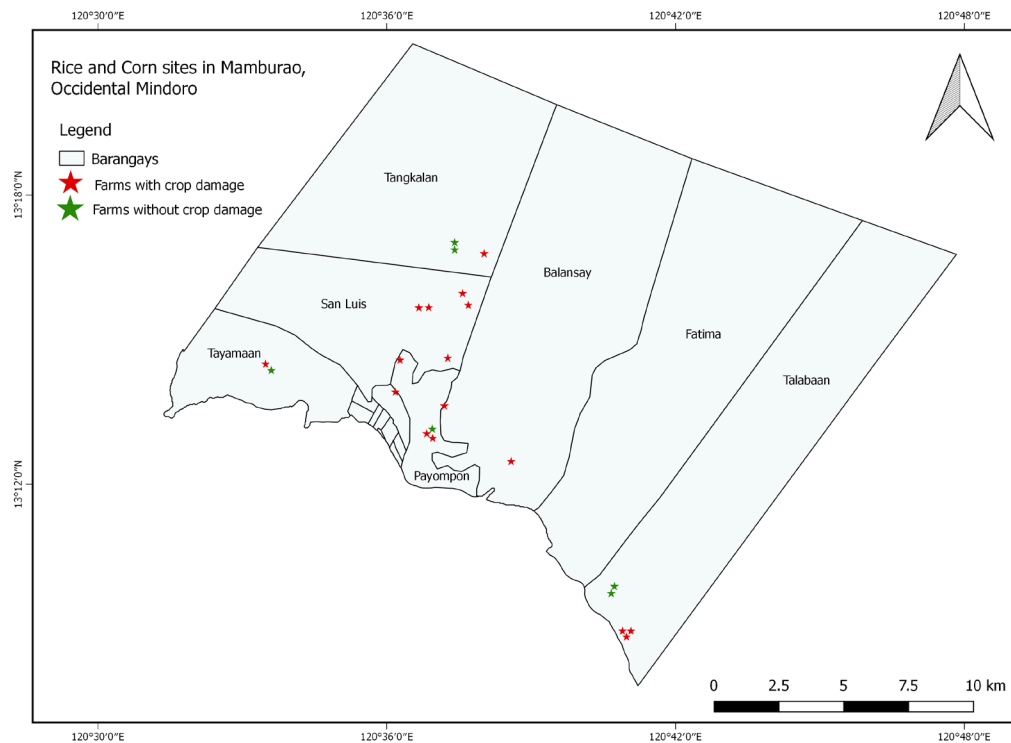 120°30'0"E 120°36'0"E 120°42'0"E 120°48'0"E
Rice and Corn sites in Mamburao,
Occidental Mindoro
Legend
Barangays
Farms with crop damage
Farms without crop damage
Tangkalan
13°18'0"N
Balansay
San Luis
Fatima
Tayamaan
Talabaan
Payompon
13°12'0"N
0 2.5 5 7.5 10 km
120°30'0"E 120°36'0"E 120°42'0"E 120°48'0"E